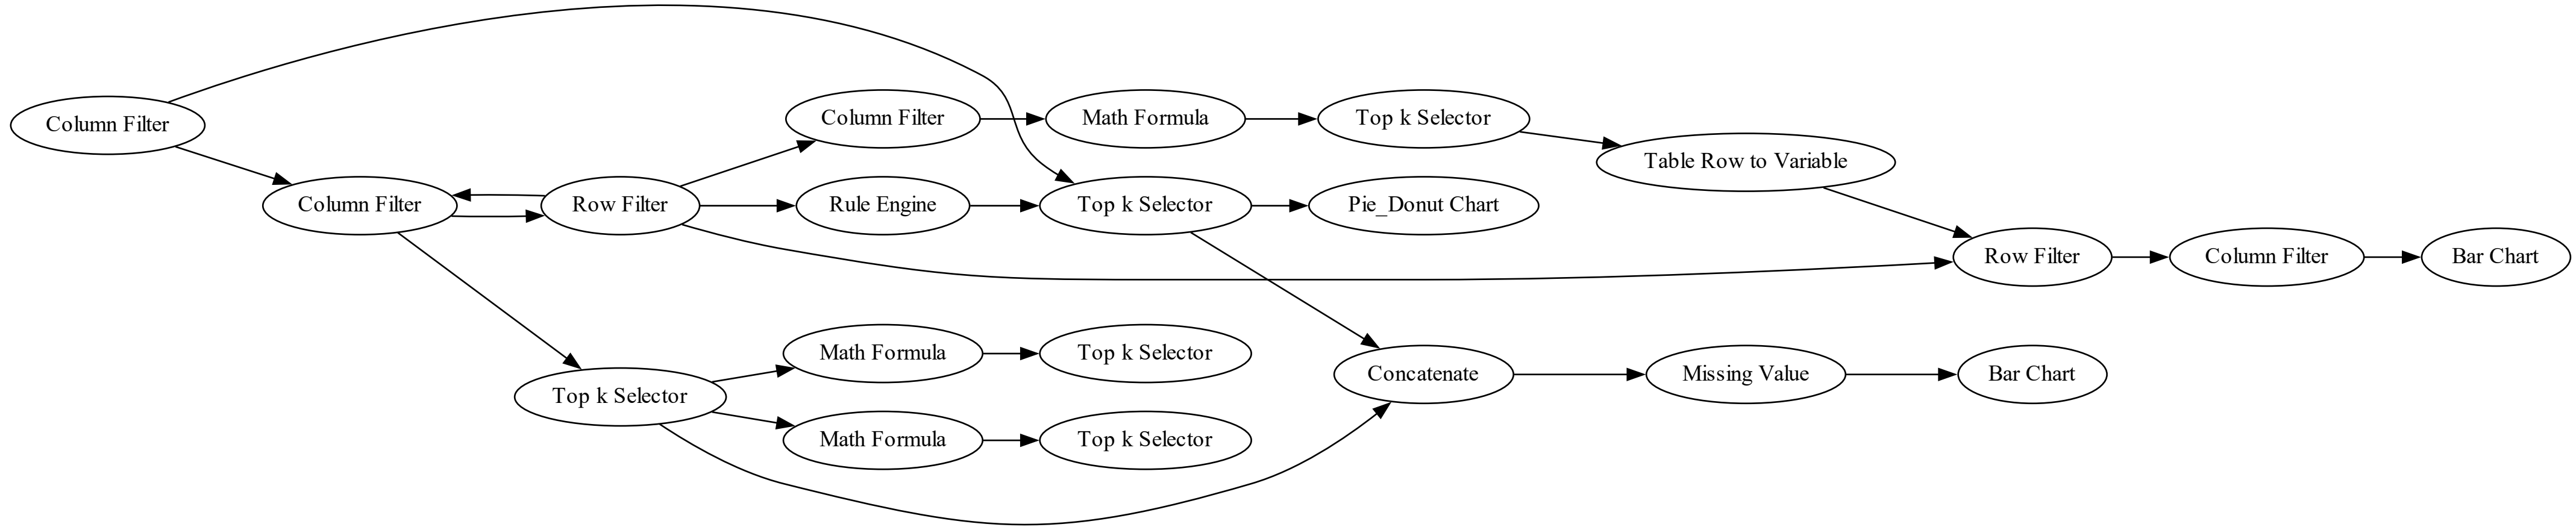 Column Filter
Column Filter
Row Filter
Column Filter
Math Formula
Top k Selector
Table Row to Variable
Rule Engine
Top k Selector
Pie_Donut Chart
Row Filter
Column Filter
Bar Chart
Top k Selector
Math Formula
Top k Selector
Math Formula
Top k Selector
Concatenate
Missing Value
Bar Chart